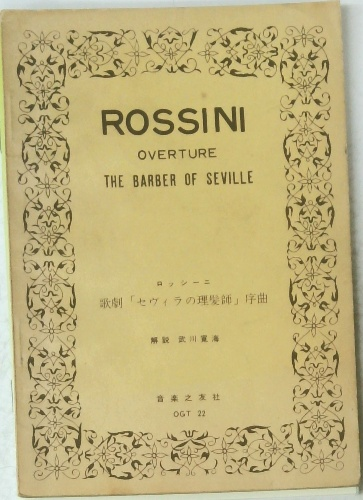 ROSSINI
OVERTURE
THE BARBER OF SEVILLE
ロッシーニ
歌劇「セヴィラの理髪師」序曲
解説 武川寛海
音楽之友社
OGT 22